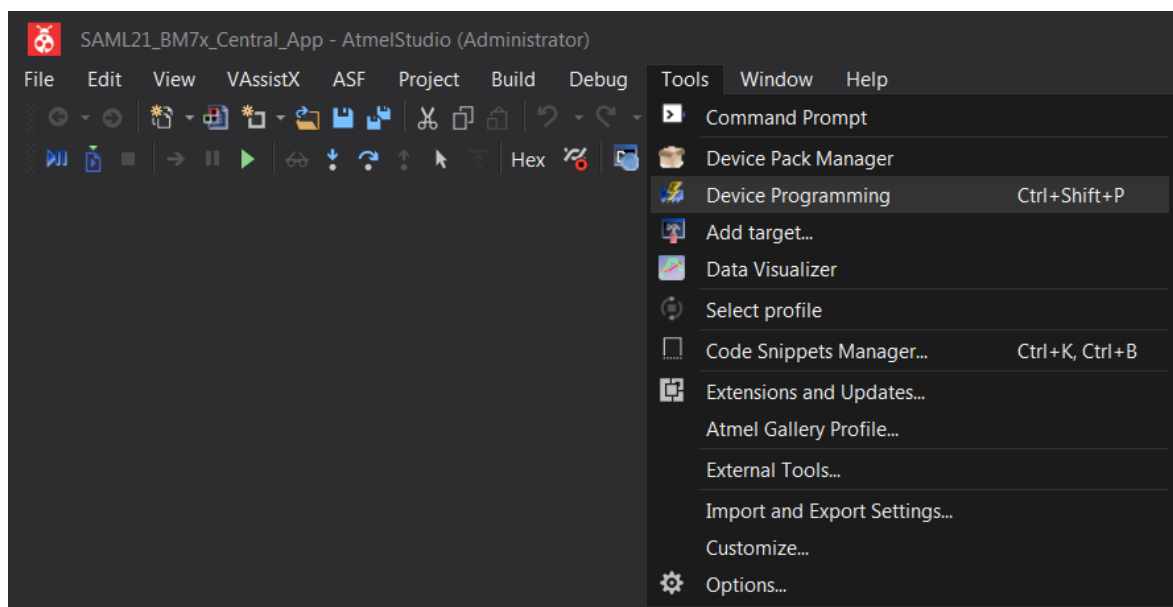 SAML21_BM7x_Central_App - AtmelStudio (Administrator)
File Edit View VAssistX ASF Project Build Debug Tools Window Help
Command Prompt
Hex
Device Pack Manager
Device Programming Ctrl+Shift+P
Add target...
Data Visualizer
Select profile
Code Snippets Manager... Ctrl+K, Ctrl+B
Extensions and Updates...
Atmel Gallery Profile...
External Tools...
Import and Export Settings...
Customize...
Options...